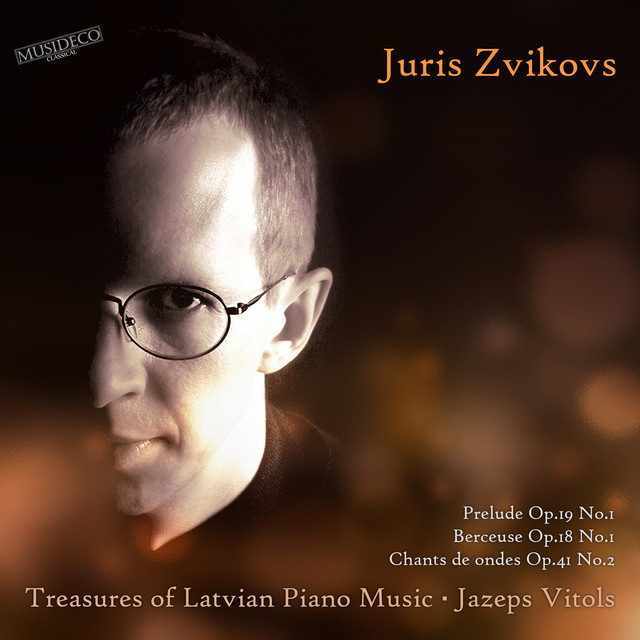 MUSIDECO
CLASSICAL
Juris Zvikovs
Prelude Op.19 No.1
Berceuse Op.18 No.1
Chants de ondes Op.41 No.2
Treasures of Latvian Piano Music · Jazeps Vitols